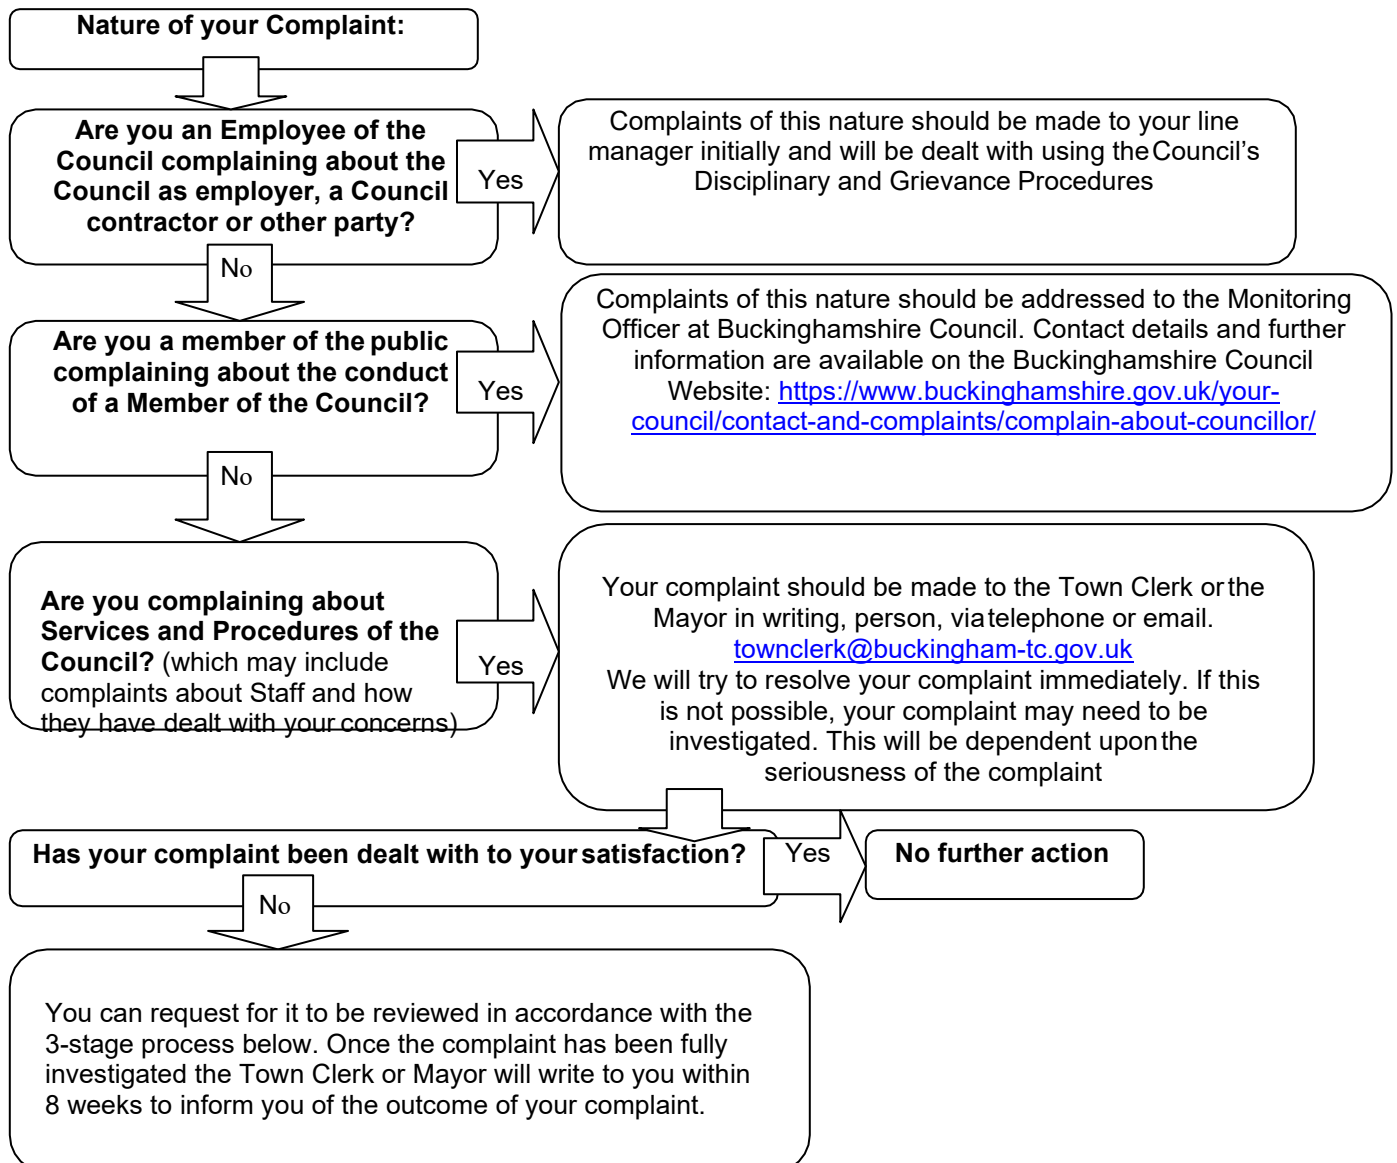 Nature of your Complaint:
Are you an Employee of the
Council complaining about the
Council as employer, a Council
contractor or other party?
Yes
Complaints of this nature should be made to your line
manager initially and will be dealt with using the Council's
Disciplinary and Grievance Procedures
No
Are you a member of the public
complaining about the conduct
of a Member of the Council?
Yes
Complaints of this nature should be addressed to the Monitoring
Officer at Buckinghamshire Council. Contact details and further
information are available on the Buckinghamshire Council
Website: https://www.buckinghamshire.gov.uk/your-
council/contact-and-complaints/complain-about-councillor/
No
Are you complaining about
Services and Procedures of the
Council? (which may include
complaints about Staff and how
they have dealt with your concerns)
Yes
Your complaint should be made to the Town Clerk or the
Mayor in writing, person, via telephone or email.
townclerk@buckingham-tc.gov.uk
We will try to resolve your complaint immediately. If this
is not possible, your complaint may need to be
investigated. This will be dependent upon the
seriousness of the complaint
Has your complaint been dealt with to your satisfaction?
Yes
No further action
No
You can request for it to be reviewed in accordance with the
3-stage process below. Once the complaint has been fully
investigated the Town Clerk or Mayor will write to you within
8 weeks to inform you of the outcome of your complaint.